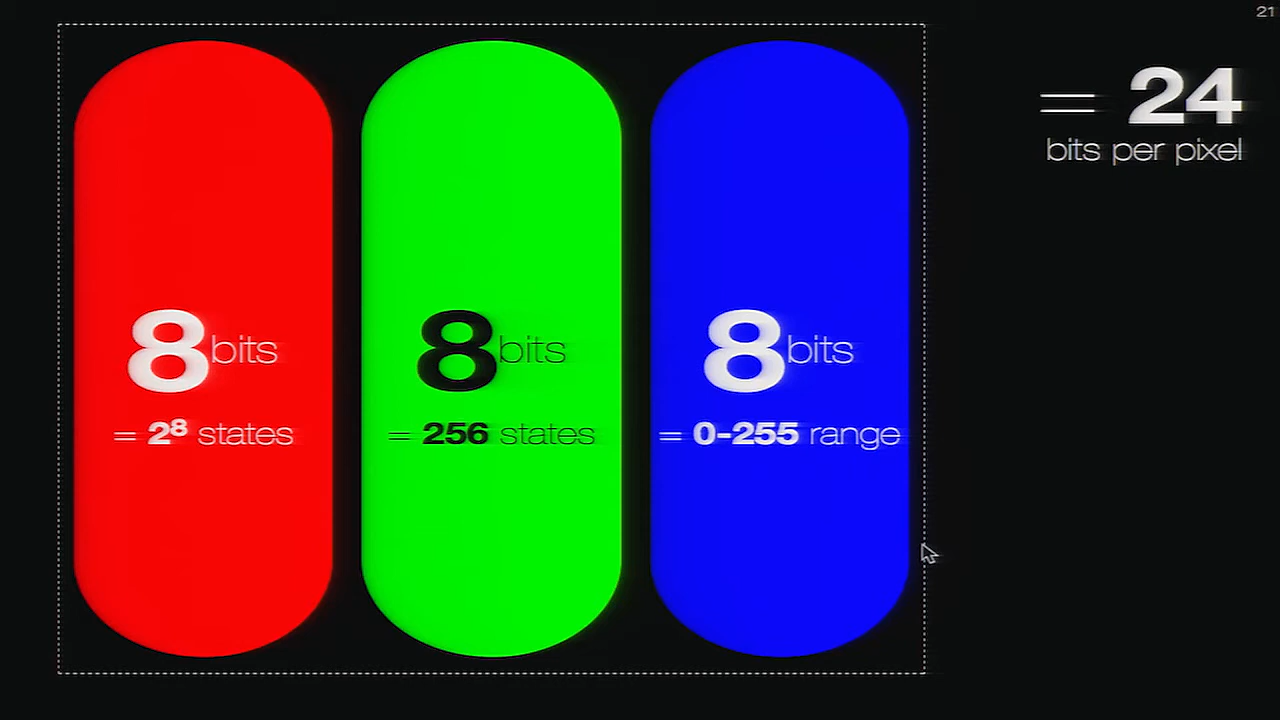 21
= 24
bits per pixel
8bits
= 2⁸ states
8bits
= 256 states
8bits
= 0-255 range